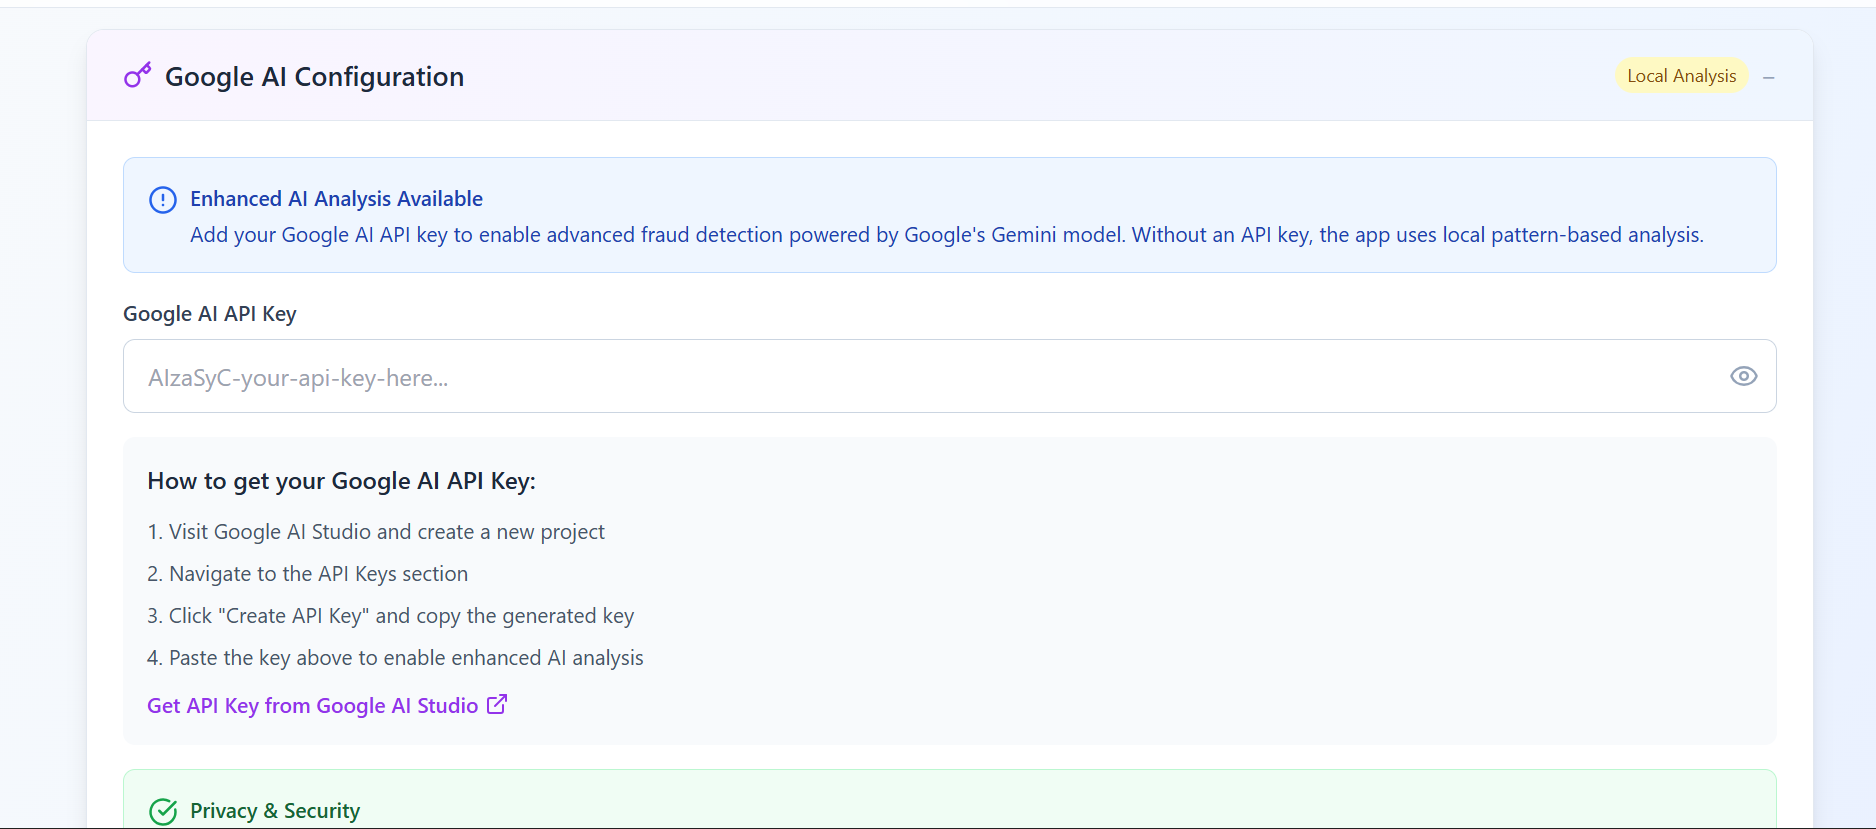 Google AI Configuration
Local Analysis
Enhanced AI Analysis Available
Add your Google AI API key to enable advanced fraud detection powered by Google's Gemini model. Without an API key, the app uses local pattern-based analysis.
Google AI API Key
AIzaSyC-your-api-key-here...
How to get your Google AI API Key:
1. Visit Google AI Studio and create a new project
2. Navigate to the API Keys section
3. Click "Create API Key" and copy the generated key
4. Paste the key above to enable enhanced AI analysis
Get API Key from Google AI Studio
Privacy & Security